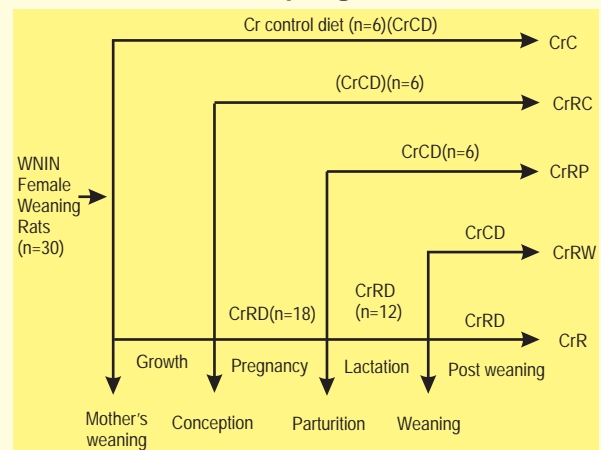 Cr control diet (n=6)(CrCD)
CrC
(CrCD)(n=6)
CrRC
CrCD(n=6)
CrRP
WNIN
Female
Weaning
Rats
(n=30)
CrCD
CrRW
CrRD(n=18)
CrRD
(n=12)
CrRD
CrR
Growth
Pregnancy
Lactation
Post weaning
Mother's
weaning
Conception
Parturition
Weaning